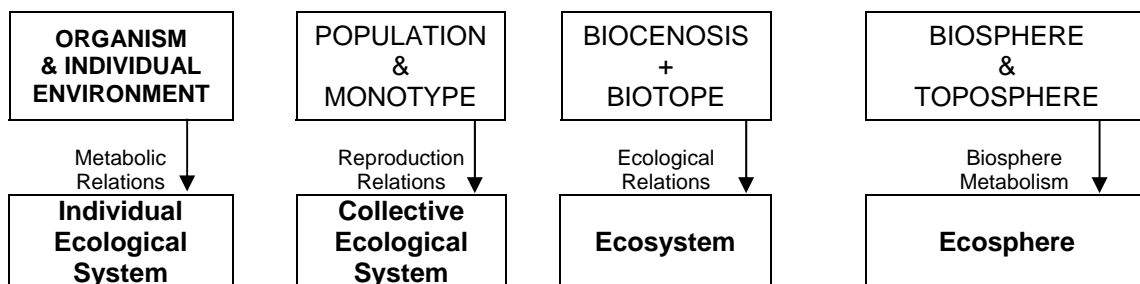 ORGANISM
& INDIVIDUAL
ENVIRONMENT
POPULATION
&
MONOTYPE
BIOCENOSIS
+
BIOTOPE
BIOSPHERE
&
TOPOSPHERE
Metabolic
Relations
Reproduction
Relations
Ecological
Relations
Biosphere
Metabolism
Individual
Ecological
System
Collective
Ecological
System
Ecosystem
Ecosphere